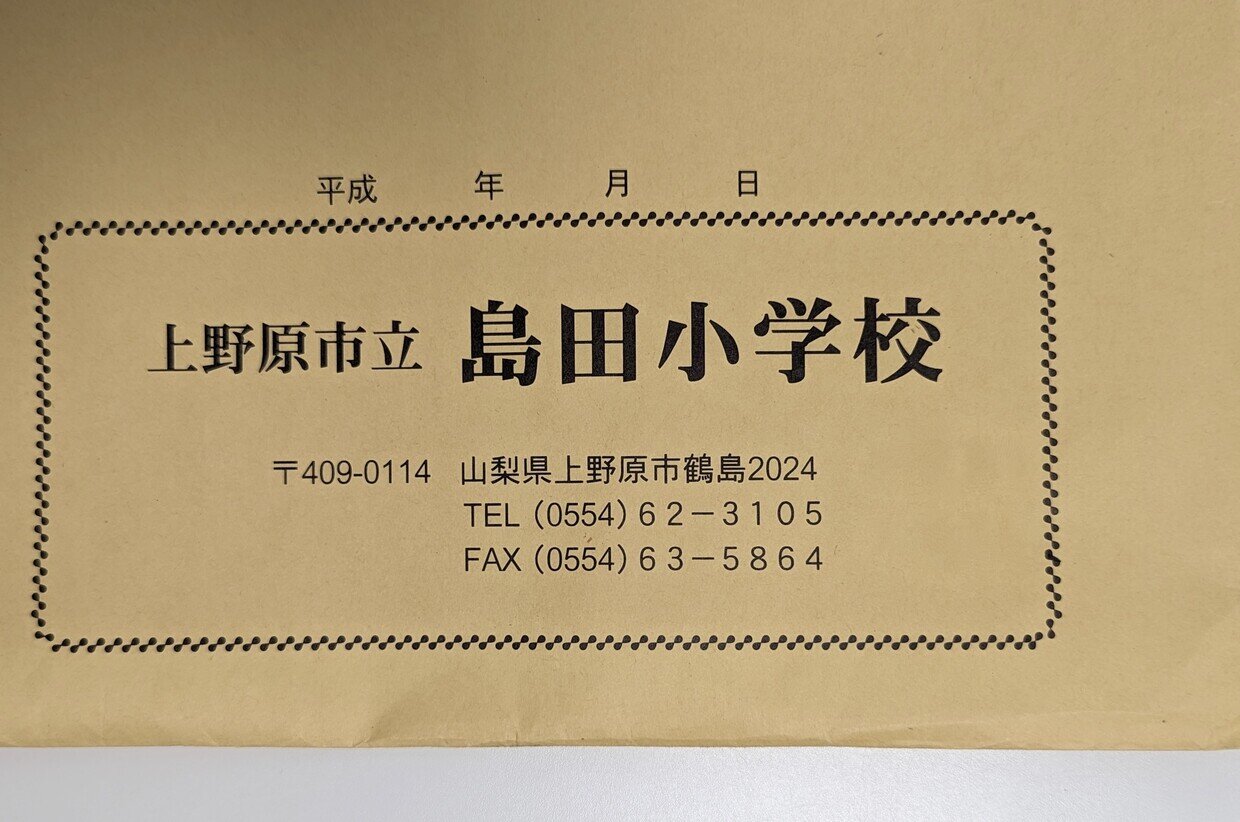 平成　　　年　　　月　　　日
上野原市立 島田小学校
〒409-0114　山梨県上野原市鶴島2024
TEL（0554）６２－３１０５
FAX（0554）６３－５８６４